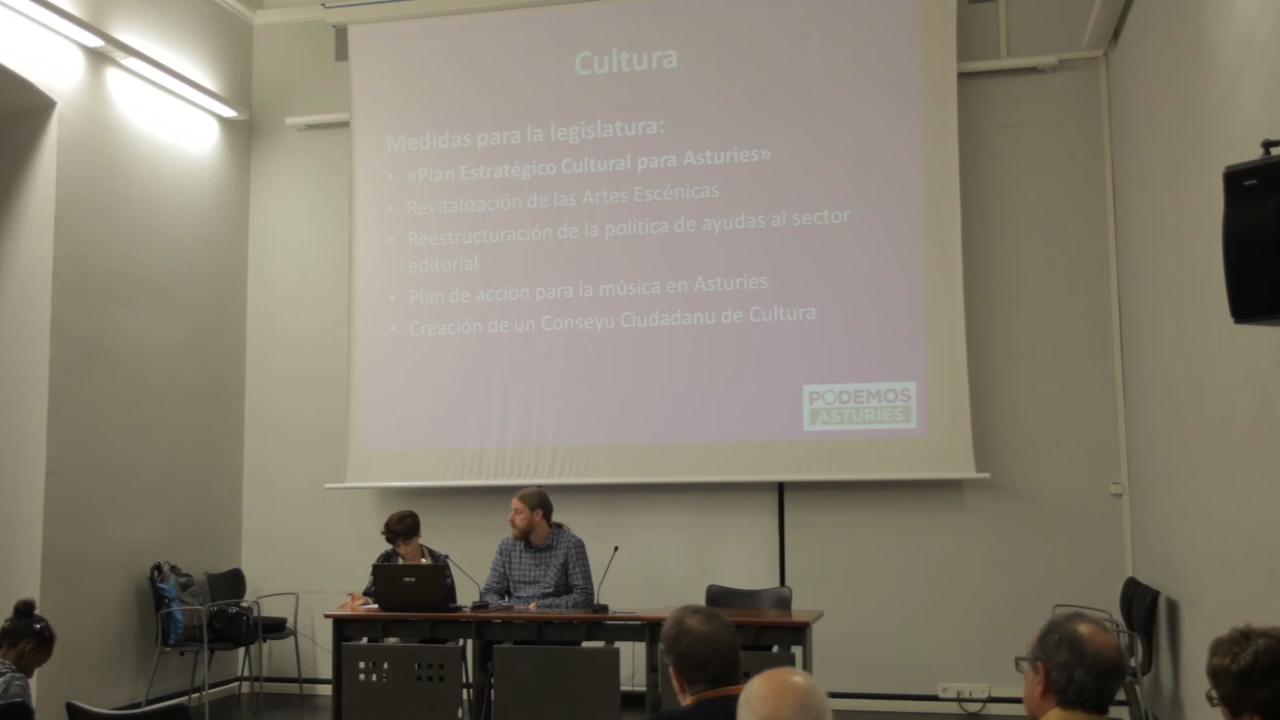 Cultura
Medidas para la legislatura:
• «Plan Estratégico Cultural para Asturies»
• Revitalización de las Artes Escénicas
• Reestructuración de la política de ayudas al sector
editorial
• Plan de acción para la música en Asturies
• Creación de un Conseyu Ciudadanu de Cultura
PODEMOS
ASTURIES